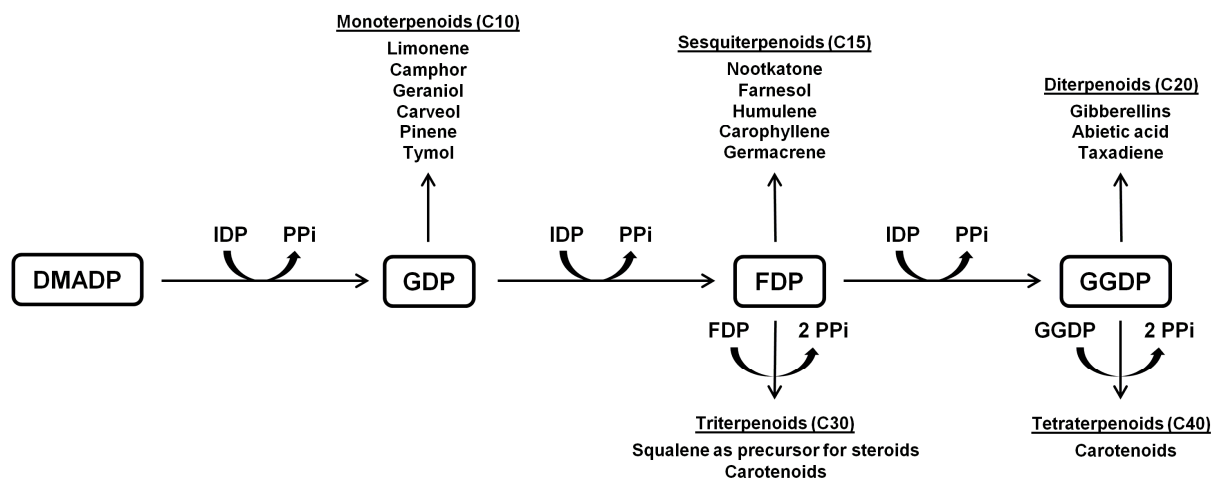 Monoterpenoids (C10)
Limonene
Camphor
Geraniol
Carveol
Pinene
Tymol
Sesquiterpenoids (C15)
Nootkatone
Farnesol
Humulene
Carophyllene
Germacrene
Diterpenoids (C20)
Gibberellins
Abietic acid
Taxadiene
IDP PPi
IDP PPi
IDP PPi
DMADP
GDP
FDP
GGDP
FDP 2 PPi
GGDP 2 PPi
Triterpenoids (C30)
Squalene as precursor for steroids
Carotenoids
Tetraterpenoids (C40)
Carotenoids